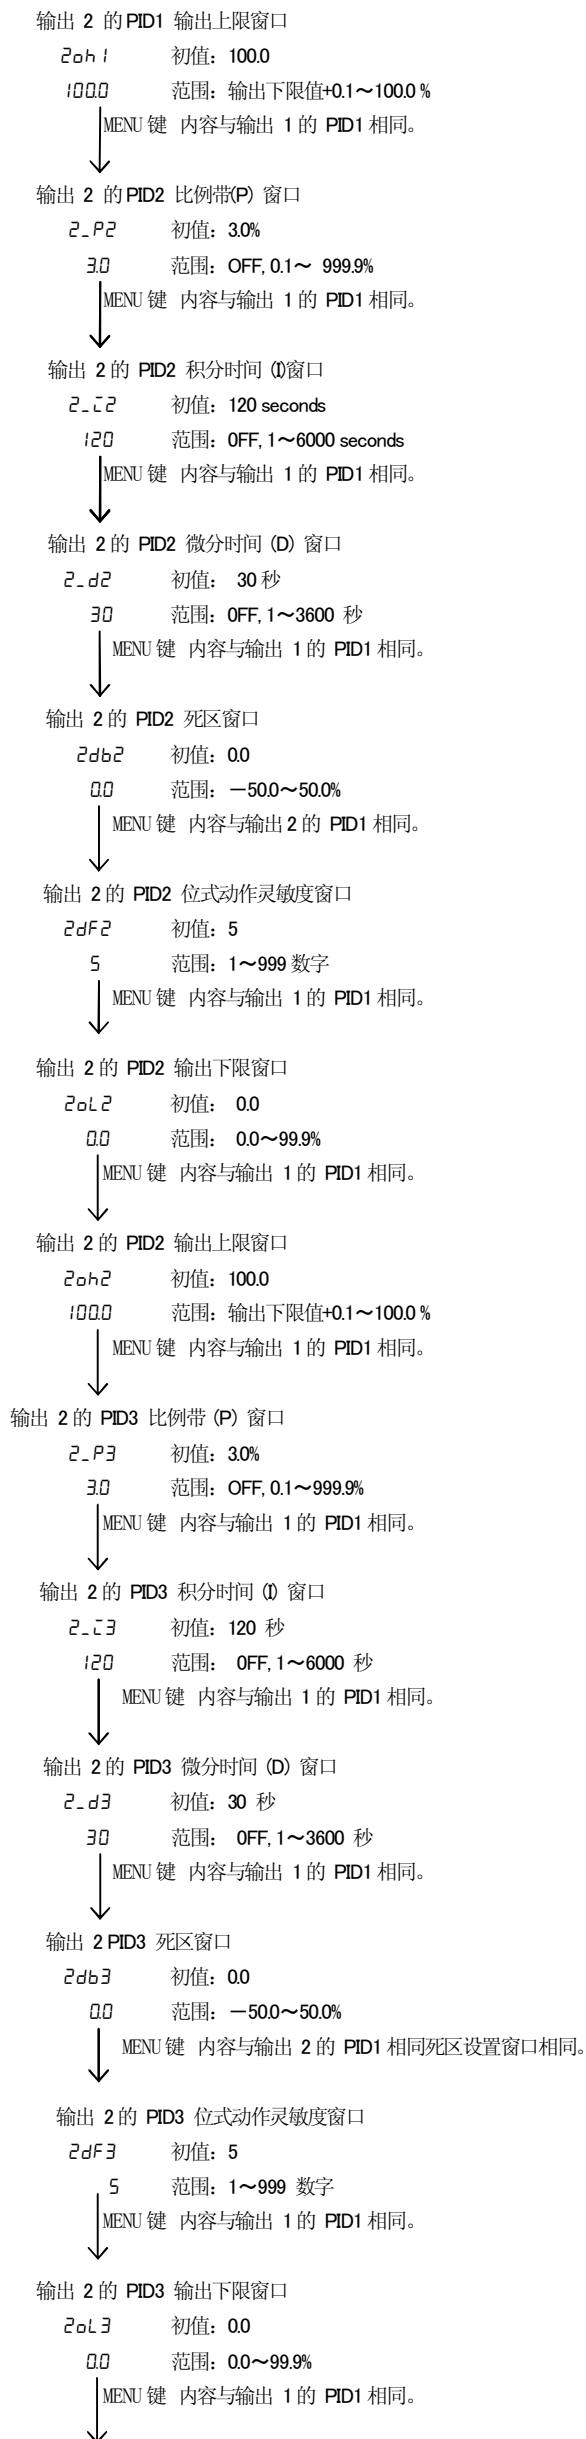 输出 2 的PID1 输出上限窗口
2oh1 初值：100.0
100.0 范围：输出下限值+0.1～100.0 %
MENU 键 内容与输出 1 的 PID1 相同。
输出 2 的PID2 比例带(P) 窗口
2_P2 初值：3.0%
3.0 范围：OFF, 0.1～ 999.9%
MENU 键 内容与输出 1 的 PID1 相同。
输出 2 的 PID2 积分时间 (I)窗口
2_i2 初值：120 seconds
120 范围：0FF, 1～6000 seconds
MENU 键 内容与输出 1 的 PID1 相同。
输出 2 的 PID2 微分时间 (D) 窗口
2_d2 初值： 30 秒
30 范围：0FF, 1～3600 秒
MENU 键 内容与输出 1 的 PID1 相同。
输出 2 的 PID2 死区窗口
2db2 初值：0.0
0.0 范围：－50.0～50.0%
MENU 键 内容与输出 2 的 PID1 相同。
输出 2 的 PID2 位式动作灵敏度窗口
2dF2 初值：5
5 范围：1～999 数字
MENU 键 内容与输出 1 的 PID1 相同。
输出 2 的 PID2 输出下限窗口
2oL2 初值： 0.0
0.0 范围： 0.0～99.9%
MENU 键 内容与输出 1 的 PID1 相同。
输出 2 的 PID2 输出上限窗口
2oh2 初值：100.0
100.0 范围：输出下限值+0.1～100.0 %
MENU 键 内容与输出 1 的 PID1 相同。
输出 2 的 PID3 比例带 (P) 窗口
2_P3 初值：3.0%
3.0 范围：OFF, 0.1～999.9%
MENU 键 内容与输出 1 的 PID1 相同。
输出 2 的 PID3 积分时间 (I) 窗口
2_i3 初值：120 秒
120 范围： 0FF, 1～6000 秒
MENU 键 内容与输出 1 的 PID1 相同。
输出 2 的 PID3 微分时间 (D) 窗口
2_d3 初值：30 秒
30 范围： 0FF, 1～3600 秒
MENU 键 内容与输出 1 的 PID1 相同。
输出 2 PID3 死区窗口
2db3 初值：0.0
0.0 范围：－50.0～50.0%
MENU 键 内容与输出 2 的 PID1 相同死区设置窗口相同。
输出 2 的 PID3 位式动作灵敏度窗口
2dF3 初值：5
5 范围：1～999 数字
MENU 键 内容与输出 1 的 PID1 相同。
输出 2 的 PID3 输出下限窗口
2oL3 初值：0.0
0.0 范围：0.0～99.9%
MENU 键 内容与输出 1 的 PID1 相同。